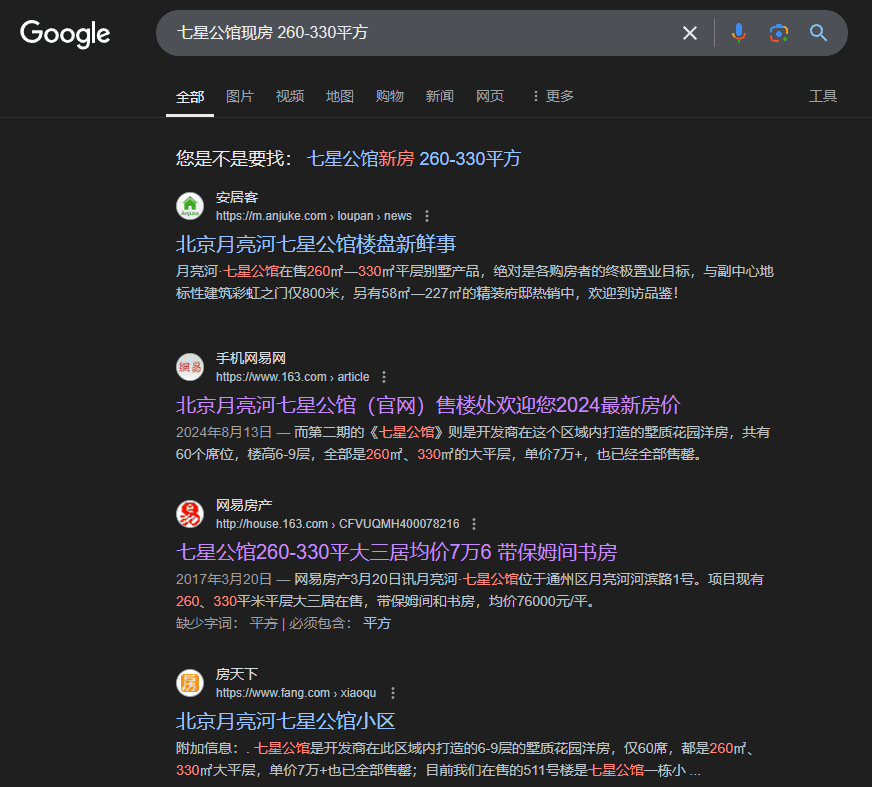 Google
七星公馆现房 260-330平方
全部 图片 视频 地图 购物 新闻 网页 更多 工具
您是不是要找： 七星公馆新房 260-330平方
安居客
https://m.anjuke.com › loupan › news
北京月亮河七星公馆楼盘新鲜事
月亮河·七星公馆在售260㎡—330㎡平层别墅产品，绝对是各购房者的终极置业目标，与副中心地
标性建筑彩虹之门仅800米，另有58㎡—227㎡的精装府邸热销中，欢迎到访品鉴！
手机网易网
https://www.163.com › article
北京月亮河七星公馆（官网）售楼处欢迎您2024最新房价
2024年8月13日 — 而第二期的《七星公馆》则是开发商在这个区域内打造的墅质花园洋房，共有
60个席位，楼高6-9层，全部是260㎡、330㎡的大平层，单价7万+，也已经全部售罄。
网易房产
http://house.163.com › CFVUQMH400078216
七星公馆260-330平大三居均价7万6 带保姆间书房
2017年3月20日 — 网易房产3月20日讯月亮河·七星公馆位于通州区月亮河河滨路1号。项目现有
260、330平米平层大三居在售，带保姆间和书房，均价76000元/平。
缺少字词： 平方 | 必须包含： 平方
房天下
https://www.fang.com › xiaoqu
北京月亮河七星公馆小区
附加信息：. 七星公馆是开发商在此区域内打造的6-9层的墅质花园洋房，仅60席，都是260㎡、
330㎡大平层，单价7万+也已全部售罄；目前我们在售的511号楼是七星公馆一栋小 ...